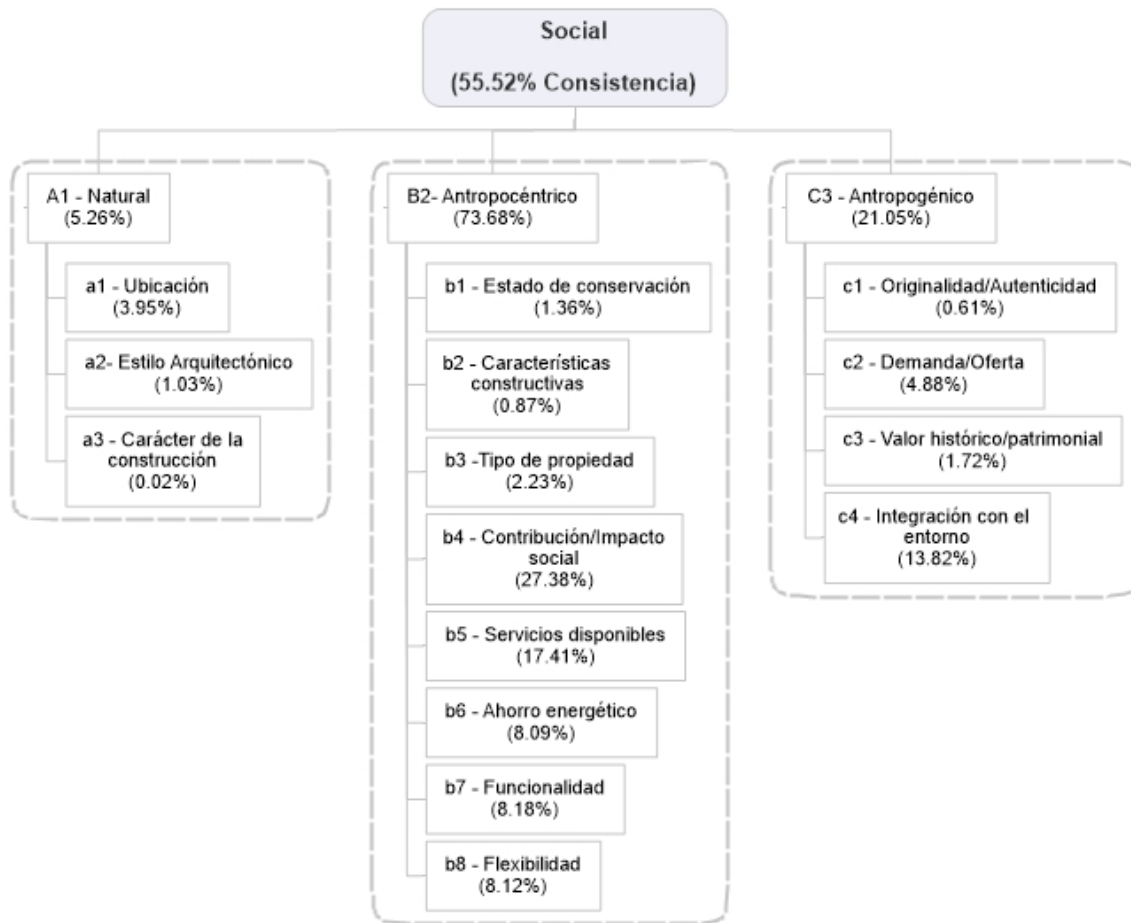 Social
(55.52% Consistencia)
A1 - Natural
(5.26%)
a1 - Ubicación
(3.95%)
a2- Estilo Arquitectónico
(1.03%)
a3 - Carácter de la
construcción
(0.02%)
B2- Antropocéntrico
(73.68%)
b1 - Estado de conservación
(1.36%)
b2 - Características
constructivas
(0.87%)
b3 -Tipo de propiedad
(2.23%)
b4 - Contribución/Impacto
social
(27.38%)
b5 - Servicios disponibles
(17.41%)
b6 - Ahorro energético
(8.09%)
b7 - Funcionalidad
(8.18%)
b8 - Flexibilidad
(8.12%)
C3 - Antropogénico
(21.05%)
c1 - Originalidad/Autenticidad
(0.61%)
c2 - Demanda/Oferta
(4.88%)
c3 - Valor histórico/patrimonial
(1.72%)
c4 - Integración con el
entorno
(13.82%)